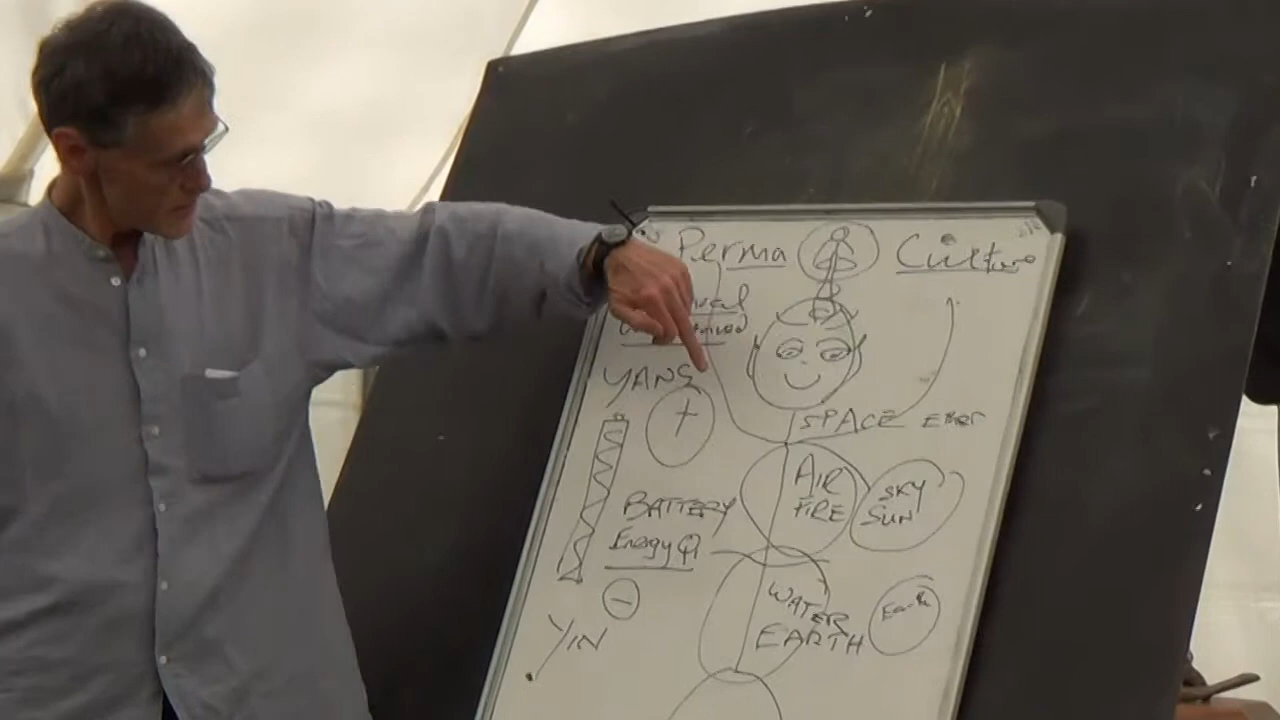 Perma Culture
YANG
+
SPACE Ether
AIR
FIRE
SKY
SUN
BATTERY
Energy Qi
−
WATER
EARTH
Earth
YIN